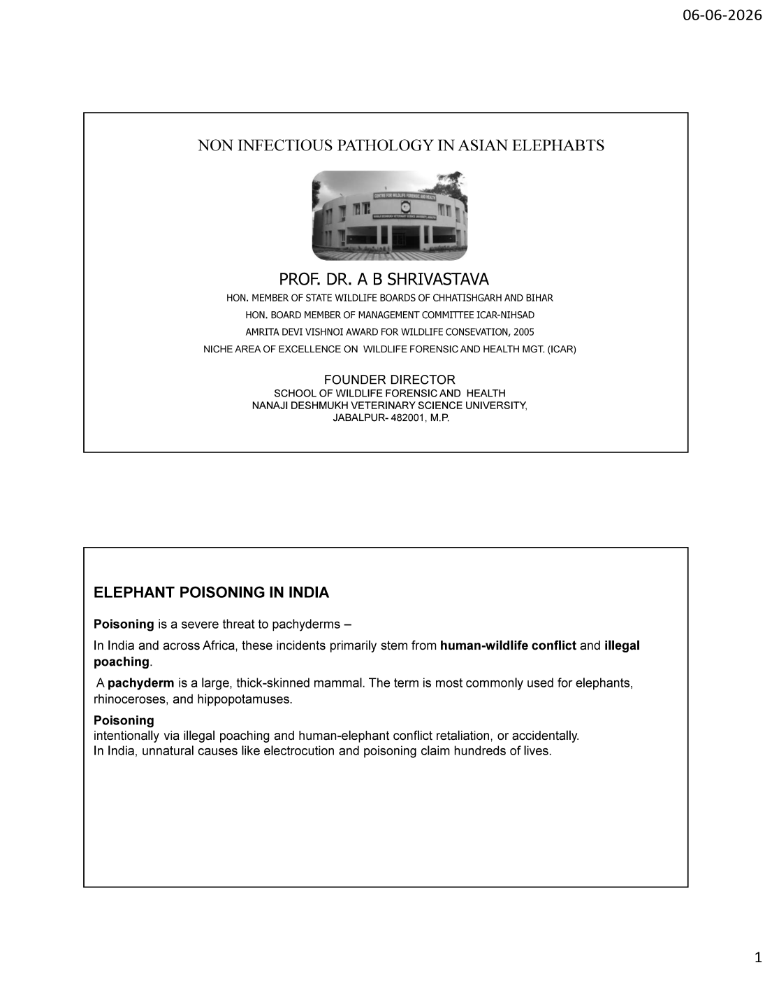 06-06-2026
NON INFECTIOUS PATHOLOGY IN ASIAN ELEPHABTS
CENTRE FOR WILDLIFE FORENSIC AND HEALTH
NANAJI DESHMUKH VETERINARY SCIENCE UNIVERSITY, JABALPUR
PROF. DR. A B SHRIVASTAVA
HON. MEMBER OF STATE WILDLIFE BOARDS OF CHHATISHGARH AND BIHAR
HON. BOARD MEMBER OF MANAGEMENT COMMITTEE ICAR-NIHSAD
AMRITA DEVI VISHNOI AWARD FOR WILDLIFE CONSEVATION, 2005
NICHE AREA OF EXCELLENCE ON WILDLIFE FORENSIC AND HEALTH MGT. (ICAR)
FOUNDER DIRECTOR
SCHOOL OF WILDLIFE FORENSIC AND HEALTH
NANAJI DESHMUKH VETERINARY SCIENCE UNIVERSITY,
JABALPUR- 482001, M.P.
ELEPHANT POISONING IN INDIA
Poisoning is a severe threat to pachyderms –
In India and across Africa, these incidents primarily stem from human-wildlife conflict and illegal
poaching.
A pachyderm is a large, thick-skinned mammal. The term is most commonly used for elephants,
rhinoceroses, and hippopotamuses.
Poisoning
intentionally via illegal poaching and human-elephant conflict retaliation, or accidentally.
In India, unnatural causes like electrocution and poisoning claim hundreds of lives.
1